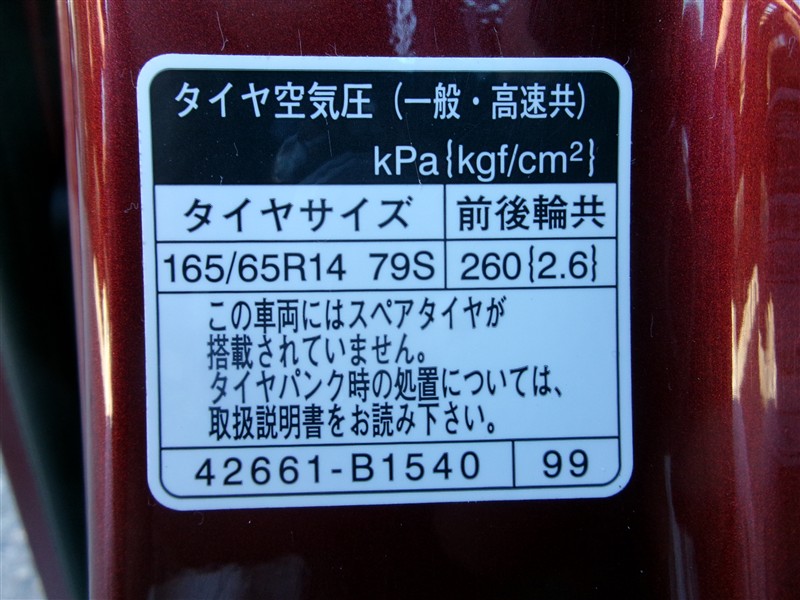 タイヤ空気圧（一般・高速共）
kPa{kgf/cm²}
タイヤサイズ 前後輪共
165/65R14 79S 260{2.6}
この車両にはスペアタイヤが
搭載されていません。
タイヤパンク時の処置については、
取扱説明書をお読み下さい。
42661-B1540 99